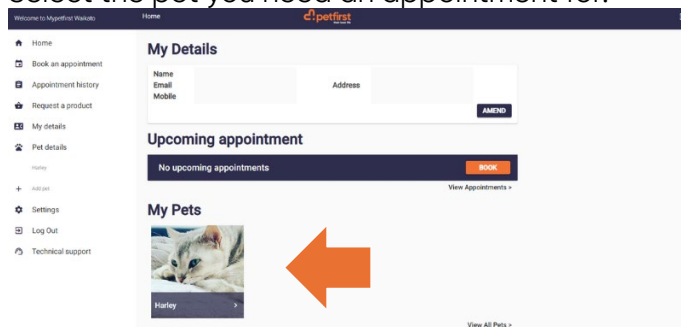 select the pet you need an appointment for.
Welcome to Mypetfirst Waikato
Home
petfirst
Home
Book an appointment
Appointment history
Request a product
My details
Pet details
Harley
Add pet
Settings
Log Out
Technical support
My Details
Name
Email
Mobile
Address
AMEND
Upcoming appointment
No upcoming appointments
BOOK
View Appointments >
My Pets
Harley >
View All Pets >